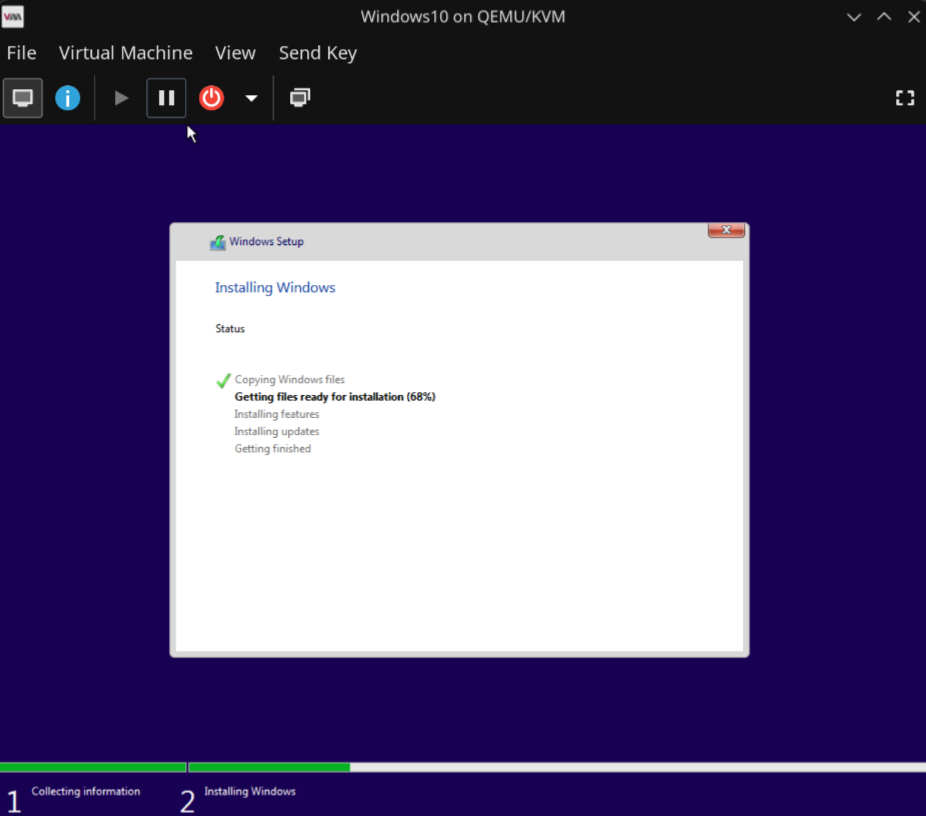 Windows10 on QEMU/KVM
File Virtual Machine View Send Key
Windows Setup
Installing Windows
Status
Copying Windows files
Getting files ready for installation (68%)
Installing features
Installing updates
Getting finished
1 Collecting information 2 Installing Windows